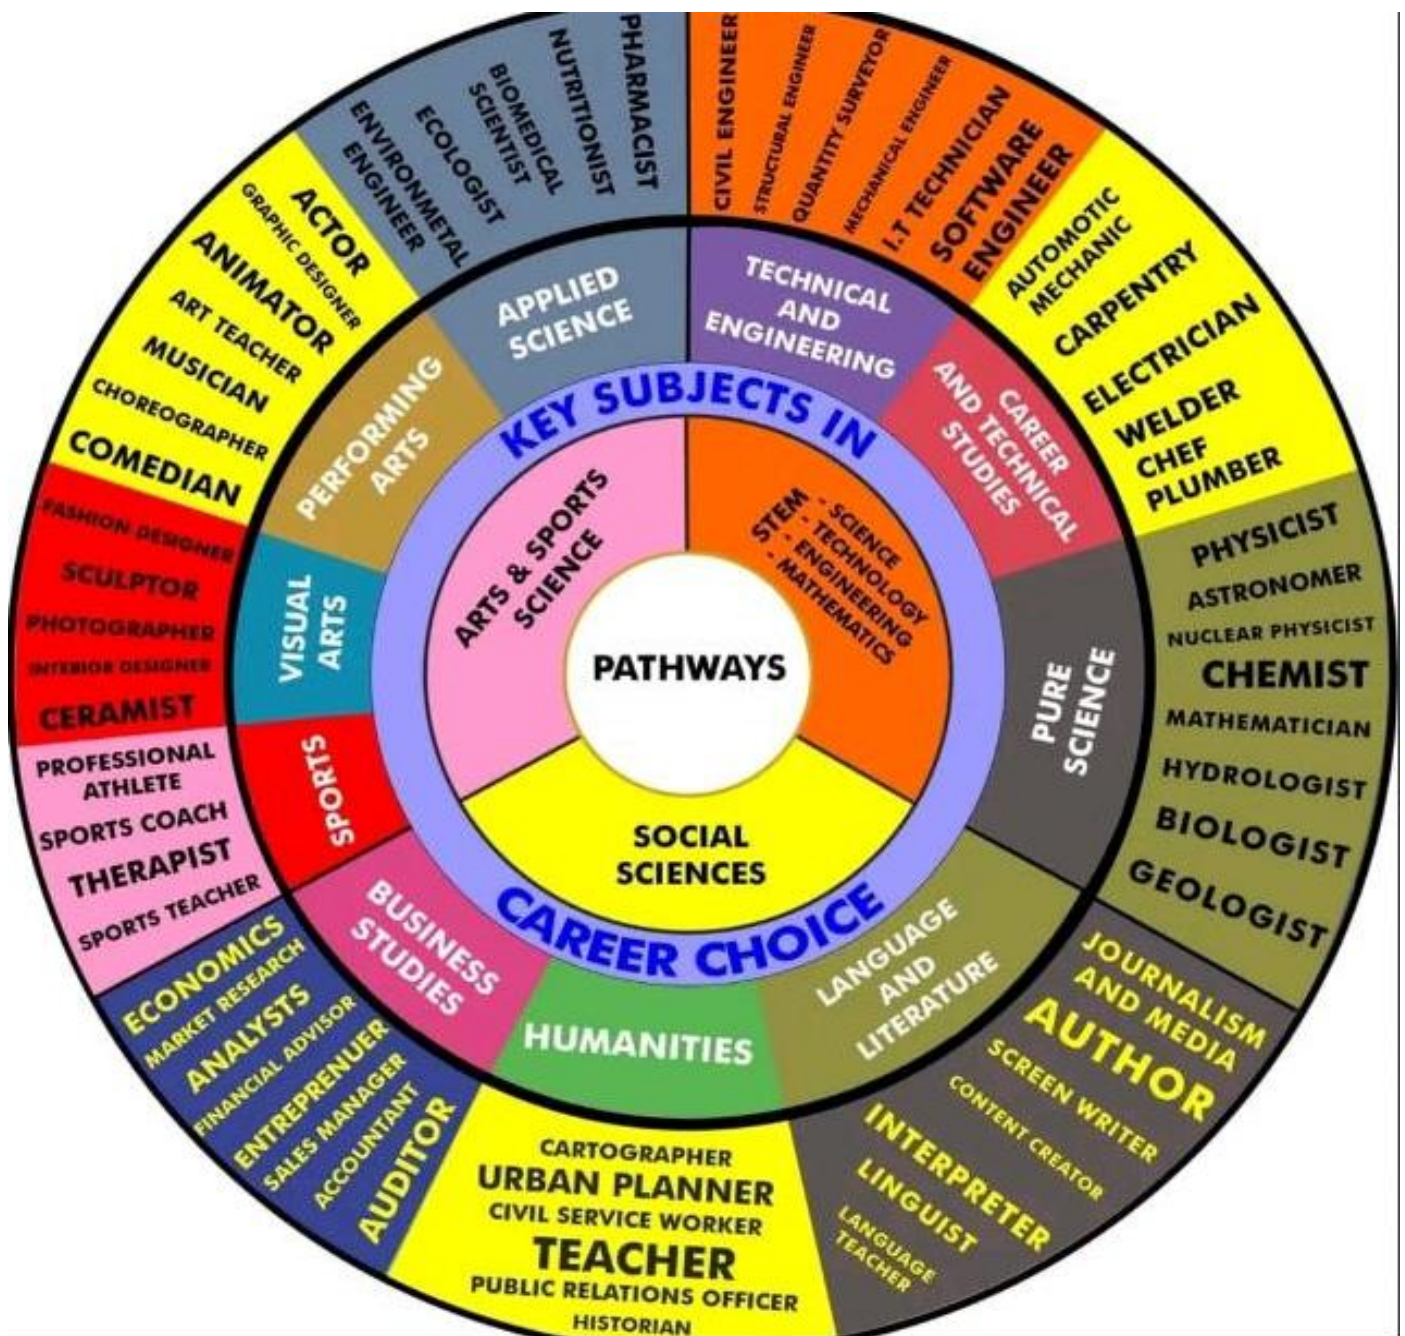 PATHWAYS
ARTS & SPORTS
SCIENCE
STEM
- SCIENCE
- TECHNOLOGY
- ENGINEERING
- MATHEMATICS
SOCIAL
SCIENCES
KEY SUBJECTS IN
CAREER CHOICE
APPLIED
SCIENCE
TECHNICAL
AND
ENGINEERING
CAREER
AND TECHNICAL
STUDIES
PURE
SCIENCE
LANGUAGE
AND
LITERATURE
HUMANITIES
BUSINESS
STUDIES
SPORTS
VISUAL
ARTS
PERFORMING
ARTS
ENVIRONMETAL
ENGINEER
ECOLOGIST
BIOMEDICAL
SCIENTIST
NUTRITIONIST
PHARMACIST
CIVIL ENGINEER
STRUCTURAL ENGINEER
QUANTITY SURVEYOR
MECHANICAL ENGINEER
I.T TECHNICIAN
SOFTWARE
ENGINEER
AUTOMOTIC
MECHANIC
CARPENTRY
ELECTRICIAN
WELDER
CHEF
PLUMBER
PHYSICIST
ASTRONOMER
NUCLEAR PHYSICIST
CHEMIST
MATHEMATICIAN
HYDROLOGIST
BIOLOGIST
GEOLOGIST
JOURNALISM
AND MEDIA
AUTHOR
SCREEN WRITER
CONTENT CREATOR
INTERPRETER
LINGUIST
LANGUAGE
TEACHER
CARTOGRAPHER
URBAN PLANNER
CIVIL SERVICE WORKER
TEACHER
PUBLIC RELATIONS OFFICER
HISTORIAN
ECONOMICS
MARKET RESEARCH
ANALYSTS
FINANCIAL ADVISOR
ENTREPRENUER
SALES MANAGER
ACCOUNTANT
AUDITOR
PROFESSIONAL
ATHLETE
SPORTS COACH
THERAPIST
SPORTS TEACHER
FASHION DESIGNER
SCULPTOR
PHOTOGRAPHER
INTERIOR DESIGNER
CERAMIST
ACTOR
GRAPHIC DESIGNER
ANIMATOR
ART TEACHER
MUSICIAN
CHOREOGRAPHER
COMEDIAN